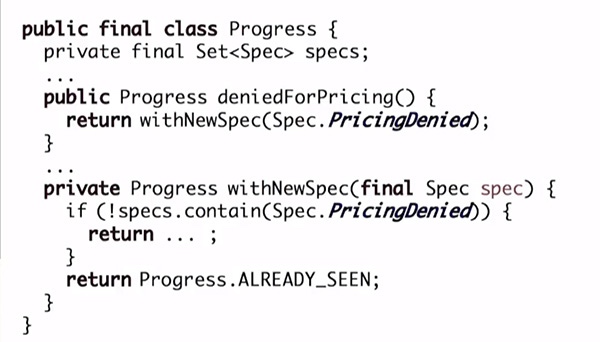 public final class Progress {
private final Set<Spec> specs;
...
public Progress deniedForPricing() {
return withNewSpec(Spec.PricingDenied);
}
...
private Progress withNewSpec(final Spec spec) {
if (!specs.contain(Spec.PricingDenied)) {
return ... ;
}
return Progress.ALREADY_SEEN;
}
}